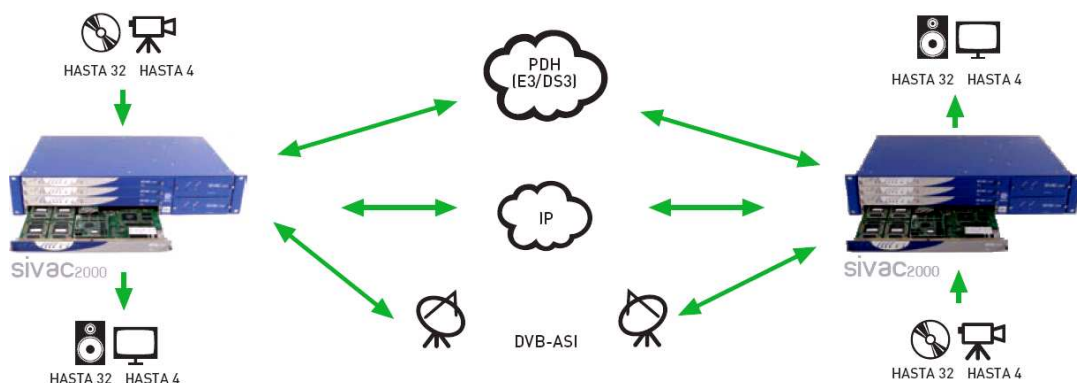 HASTA 32 HASTA 4
HASTA 32 HASTA 4
PDH
(E3/DS3)
IP
sivac2000
sivac2000
DVB-ASI
HASTA 32 HASTA 4
HASTA 32 HASTA 4